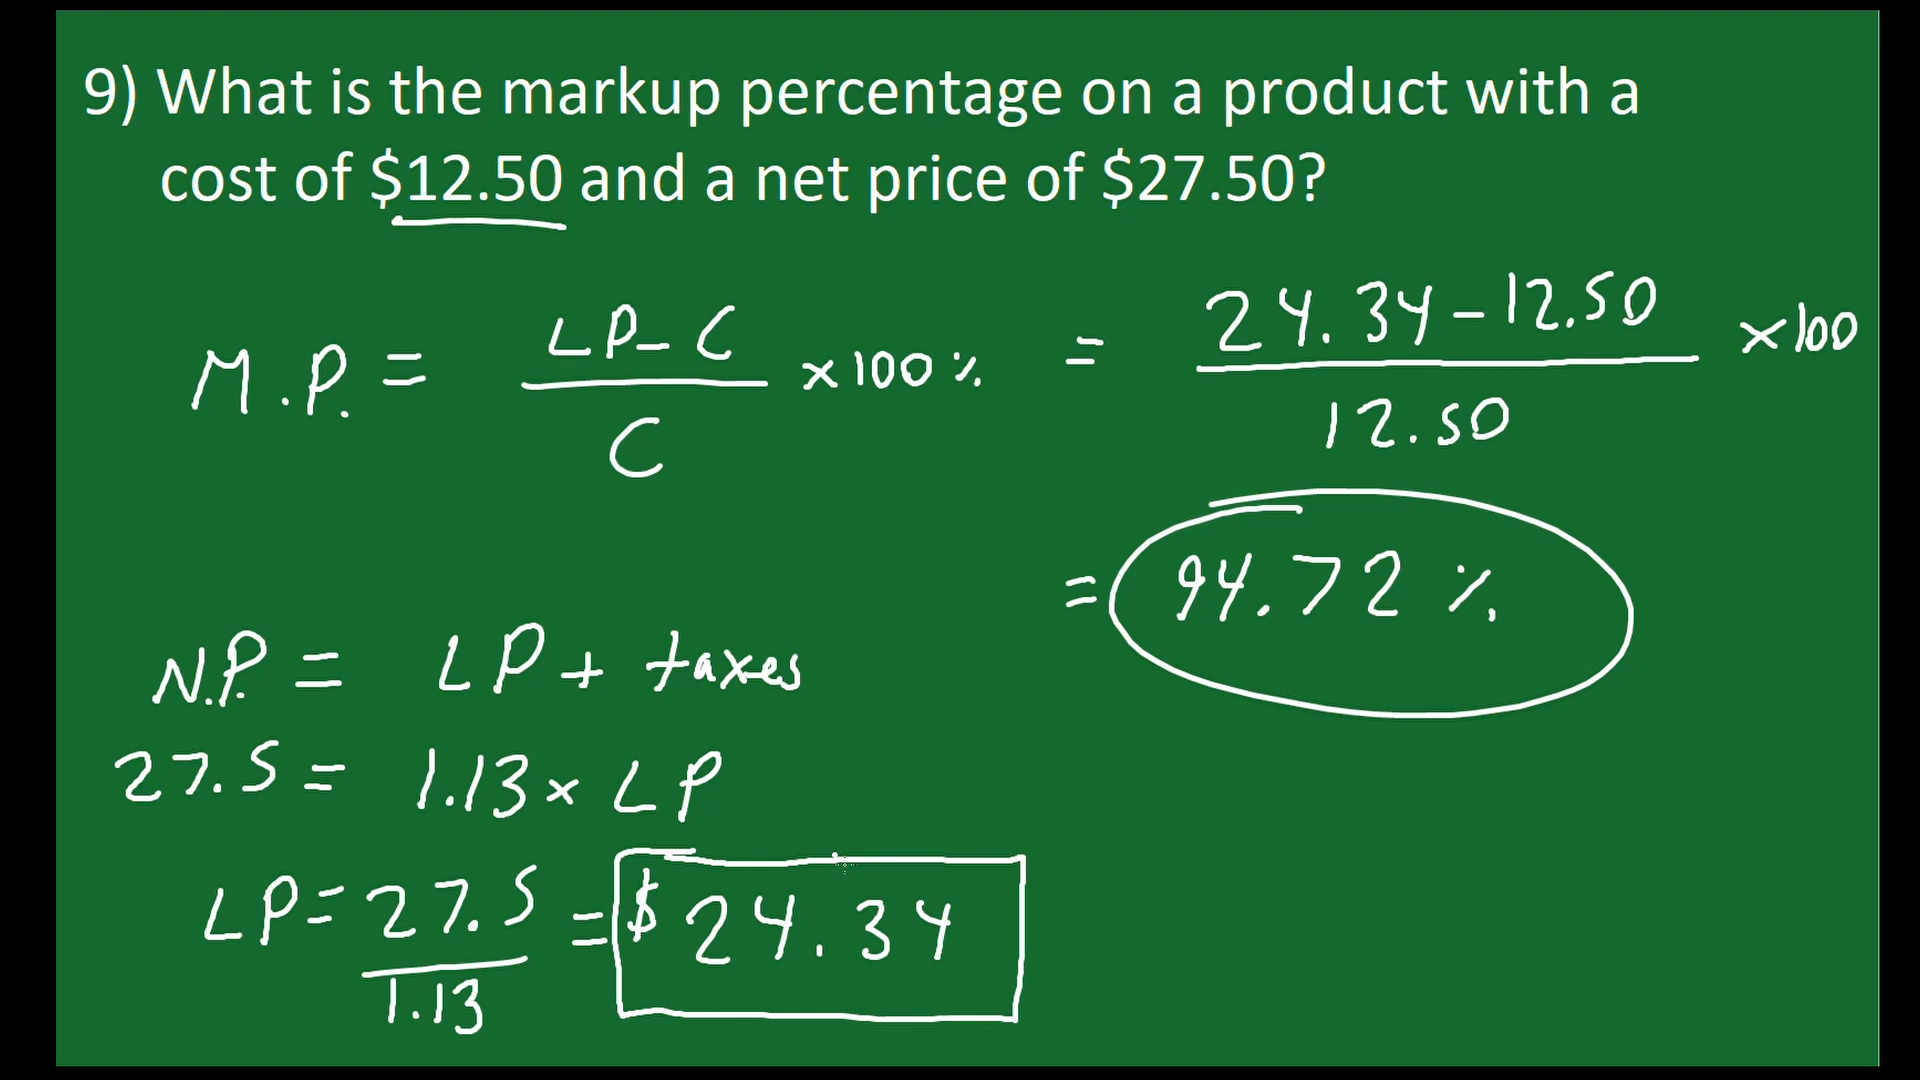 9) What is the markup percentage on a product with a
cost of $12.50 and a net price of $27.50?
M.P. = LP - C / C x 100 % = 24.34 - 12.50 / 12.50 x 100
= 94.72 %
N.P. = LP + taxes
27.5 = 1.13 x LP
LP = 27.5 / 1.13 = $24.34